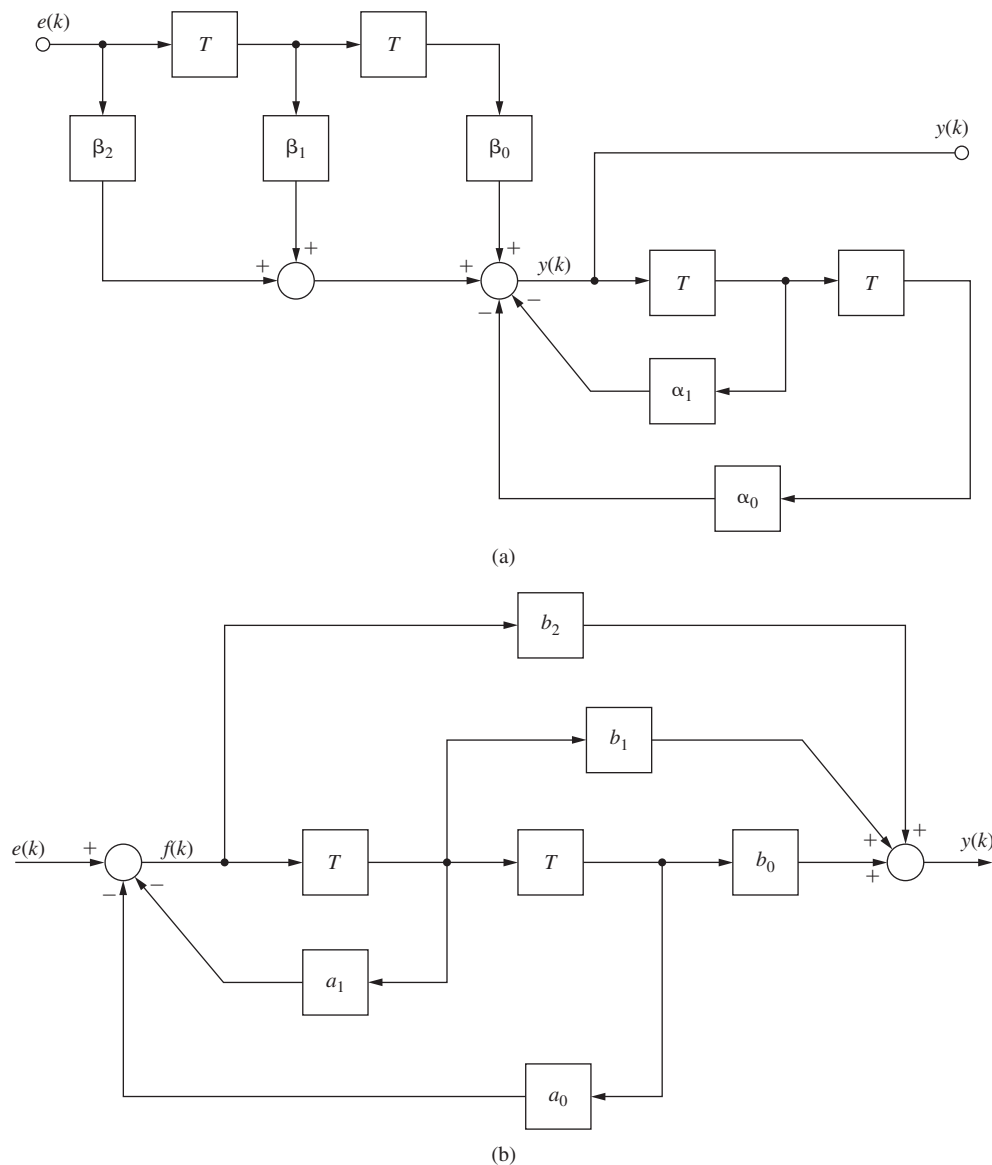 e(k)
T
T
β₂
β₁
β₀
y(k)
+
+
+
+
+
y(k)
T
T
−
−
α₁
α₀
(a)
b₂
b₁
e(k)
+
f(k)
T
T
b₀
+
+
+
y(k)
−
−
a₁
a₀
(b)